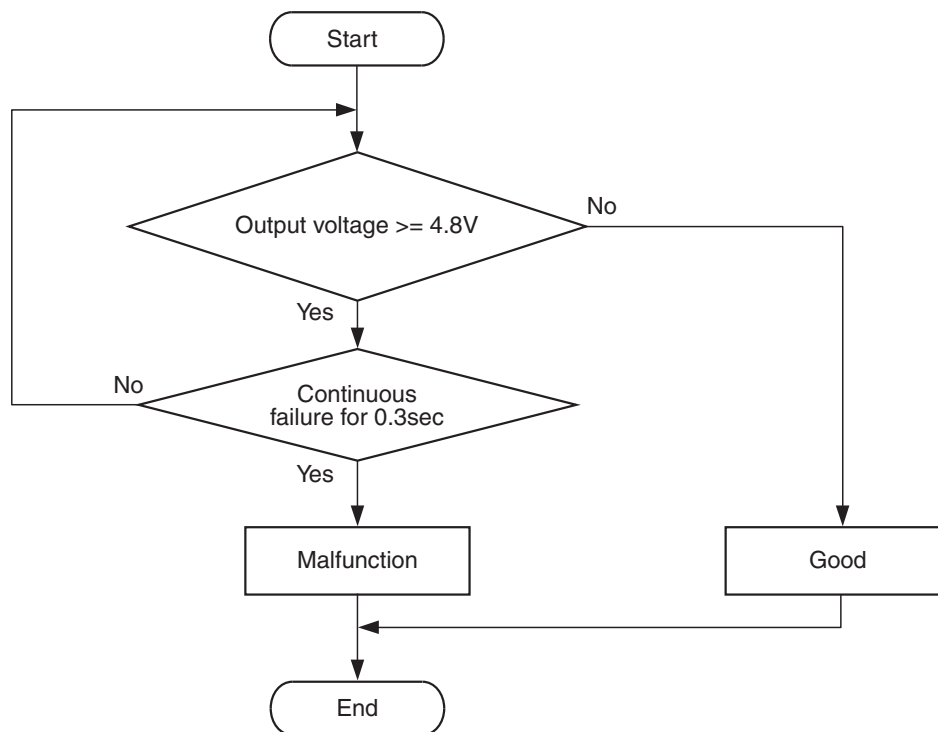 Start
Output voltage >= 4.8V
No
Yes
No
Continuous
failure for 0.3sec
Yes
Malfunction
Good
End